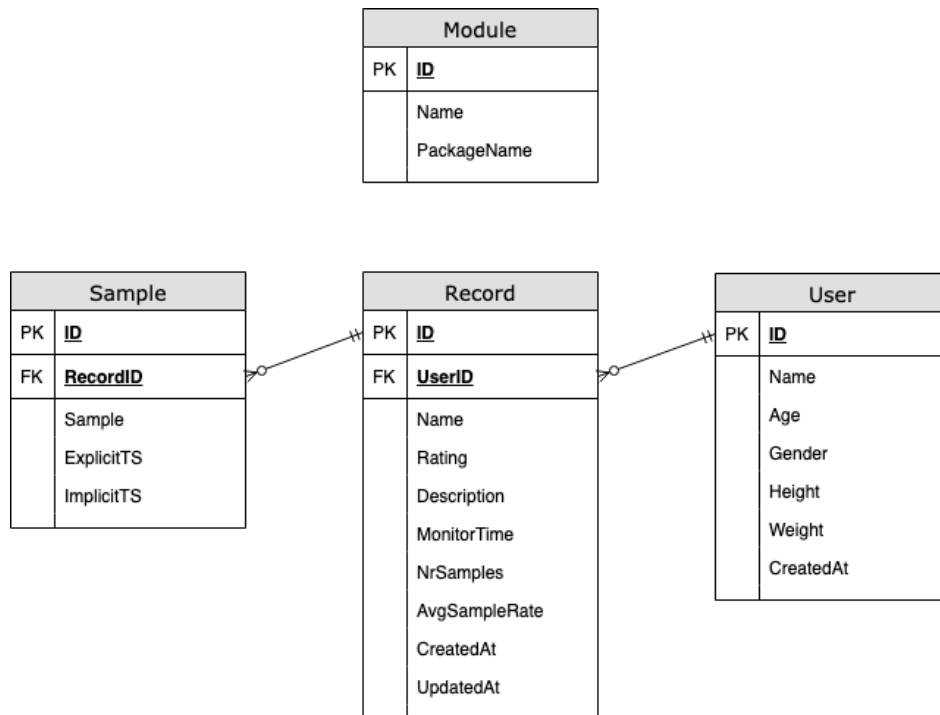 Module
PK ID
Name
PackageName
Sample
PK ID
FK RecordID
Sample
ExplicitTS
ImplicitTS
Record
PK ID
FK UserID
Name
Rating
Description
MonitorTime
NrSamples
AvgSampleRate
CreatedAt
UpdatedAt
User
PK ID
Name
Age
Gender
Height
Weight
CreatedAt